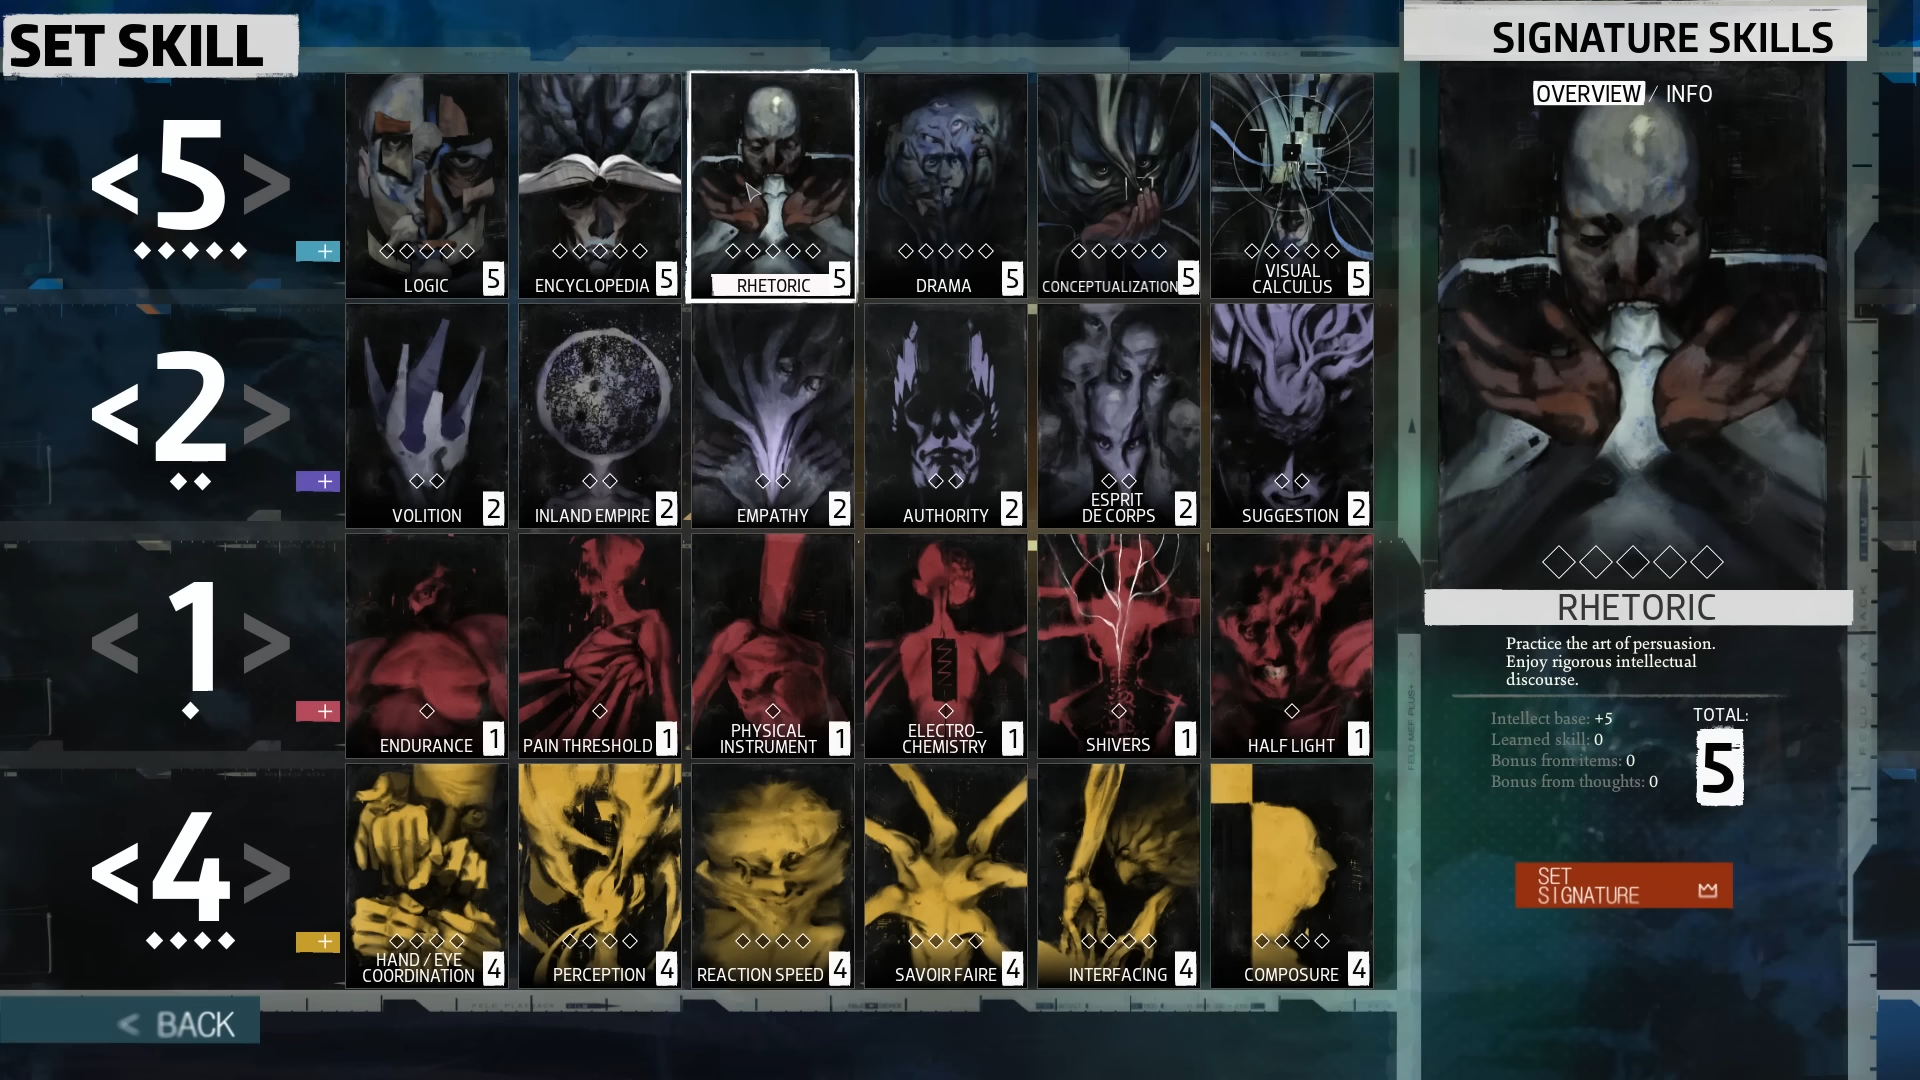 SET SKILL
SIGNATURE SKILLS
OVERVIEW / INFO
< 5 >
+
LOGIC 5
ENCYCLOPEDIA 5
RHETORIC 5
DRAMA 5
CONCEPTUALIZATION 5
VISUAL
CALCULUS 5
< 2 >
+
VOLITION 2
INLAND EMPIRE 2
EMPATHY 2
AUTHORITY 2
ESPRIT
DE CORPS 2
SUGGESTION 2
< 1 >
+
ENDURANCE 1
PAIN THRESHOLD 1
PHYSICAL
INSTRUMENT 1
ELECTRO-
CHEMISTRY 1
SHIVERS 1
HALF LIGHT 1
< 4 >
+
HAND / EYE
COORDINATION 4
PERCEPTION 4
REACTION SPEED 4
SAVOIR FAIRE 4
INTERFACING 4
COMPOSURE 4
RHETORIC
Practice the art of persuasion.
Enjoy rigorous intellectual
discourse.
Intellect base: +5
Learned skill: 0
Bonus from items: 0
Bonus from thoughts: 0
TOTAL:
5
SET
SIGNATURE
< BACK